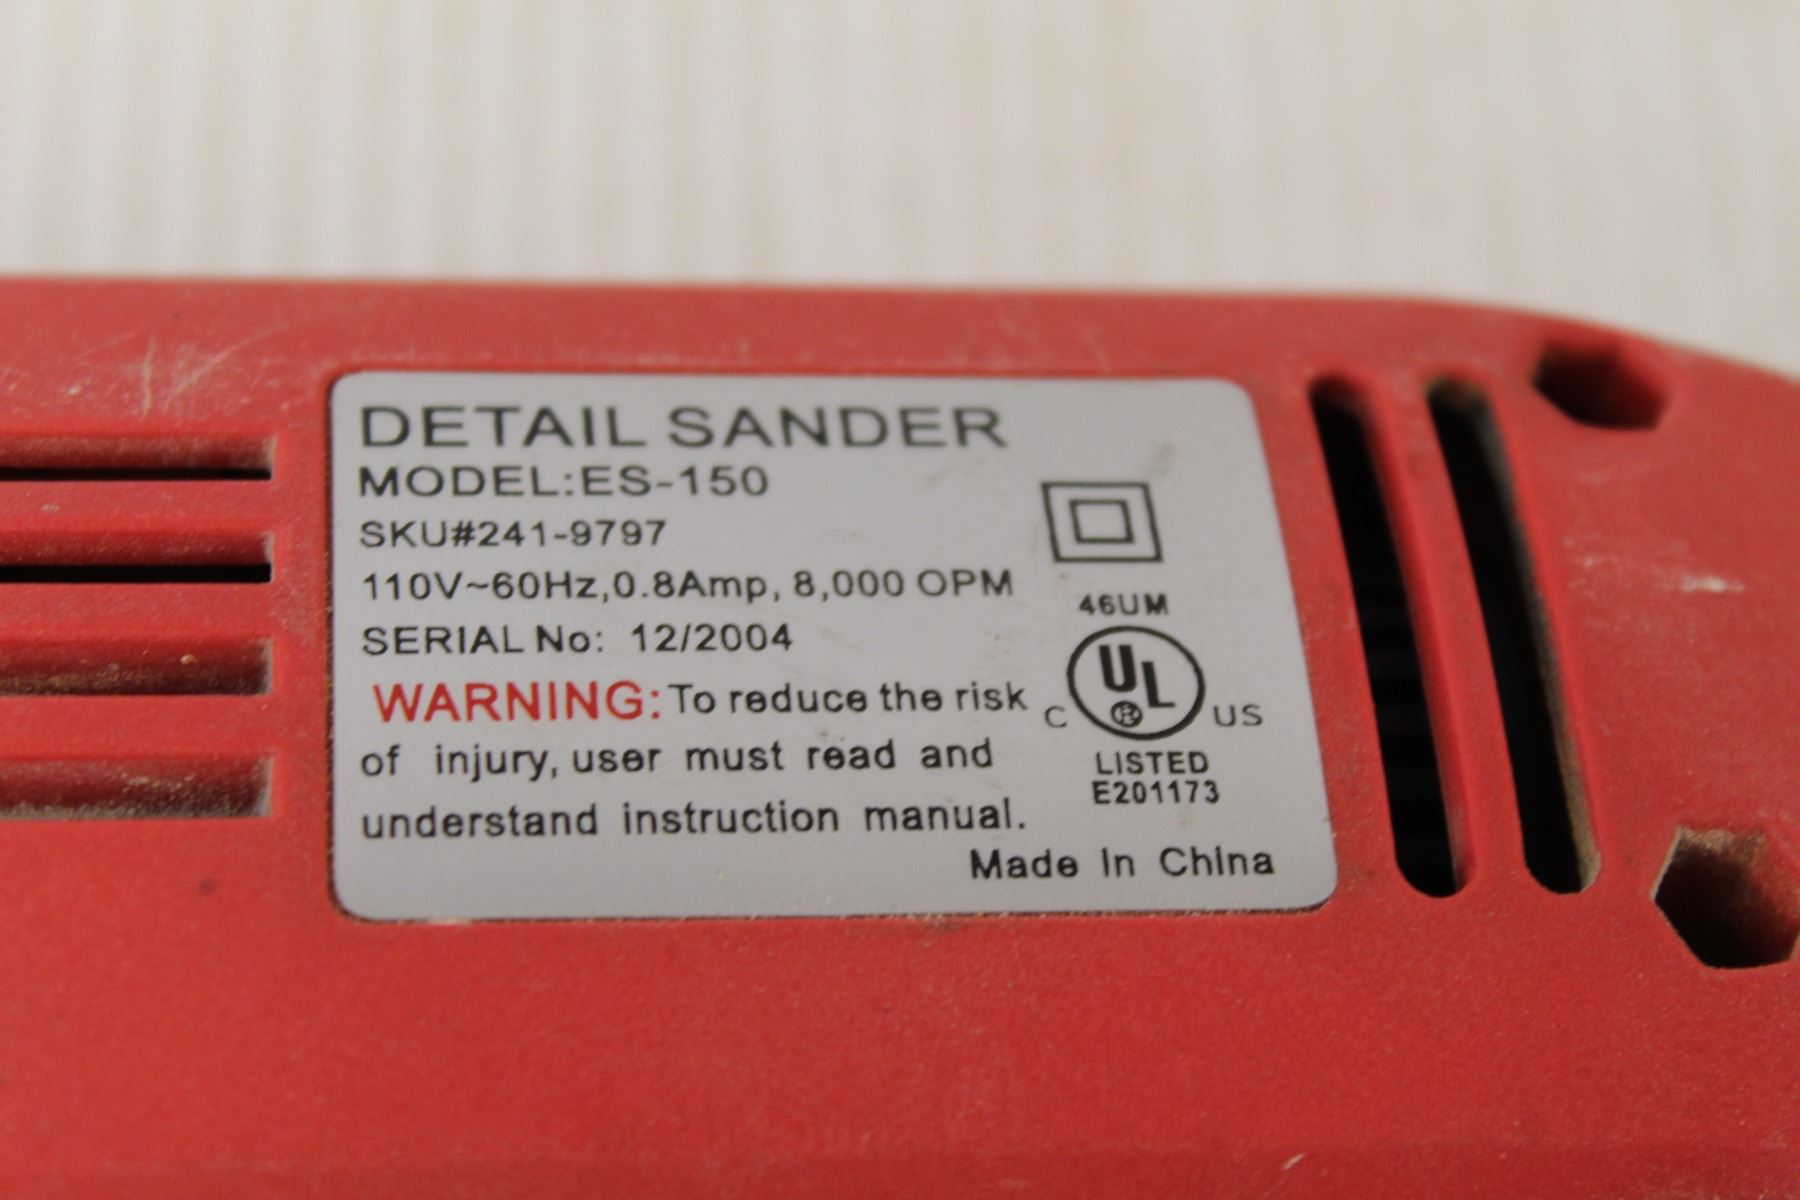 DETAIL SANDER
MODEL:ES-150
SKU#241-9797
110V~60Hz,0.8Amp, 8,000 OPM
SERIAL No: 12/2004
WARNING: To reduce the risk
of injury, user must read and
understand instruction manual.
46UM
UL
®
C US
LISTED
E201173
Made In China